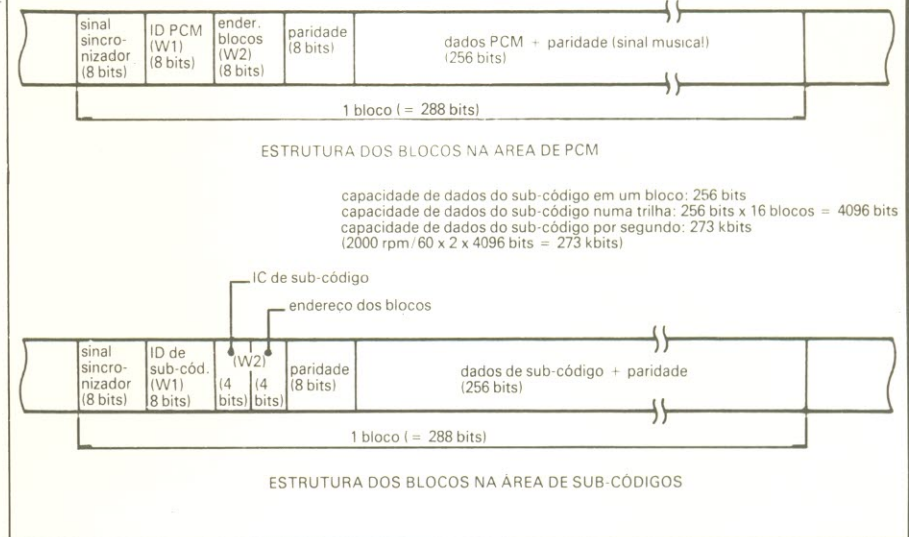 sinal
sincro-
nizador
(8 bits)
ID PCM
(W1)
(8 bits)
ender.
blocos
(W2)
(8 bits)
paridade
(8 bits)
dados PCM + paridade (sinal musica!)
(256 bits)
1 bloco (= 288 bits)
ESTRUTURA DOS BLOCOS NA AREA DE PCM
capacidade de dados do sub-código em um bloco: 256 bits
capacidade de dados do sub-código numa trilha: 256 bits x 16 blocos = 4096 bits
capacidade de dados do sub-código por segundo: 273 kbits
(2000 rpm/60 x 2 x 4096 bits = 273 kbits)
IC de sub-código
endereço dos blocos
sinal
sincro-
nizador
(8 bits)
ID de
sub-cód.
(W1)
8 bits)
(W2)
(4
bits)
(4
bits)
paridade
(8 bits)
dados de sub-código + paridade
(256 bits)
1 bloco (= 288 bits)
ESTRUTURA DOS BLOCOS NA ÁREA DE SUB-CÓDIGOS